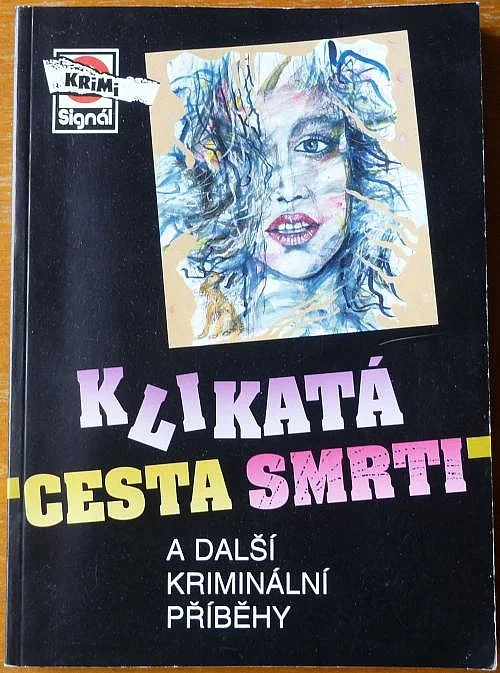 KRIMI
Signál
KLIKATÁ
CESTA SMRTI
A DALŠÍ
KRIMINÁLNÍ
PŘÍBĚHY